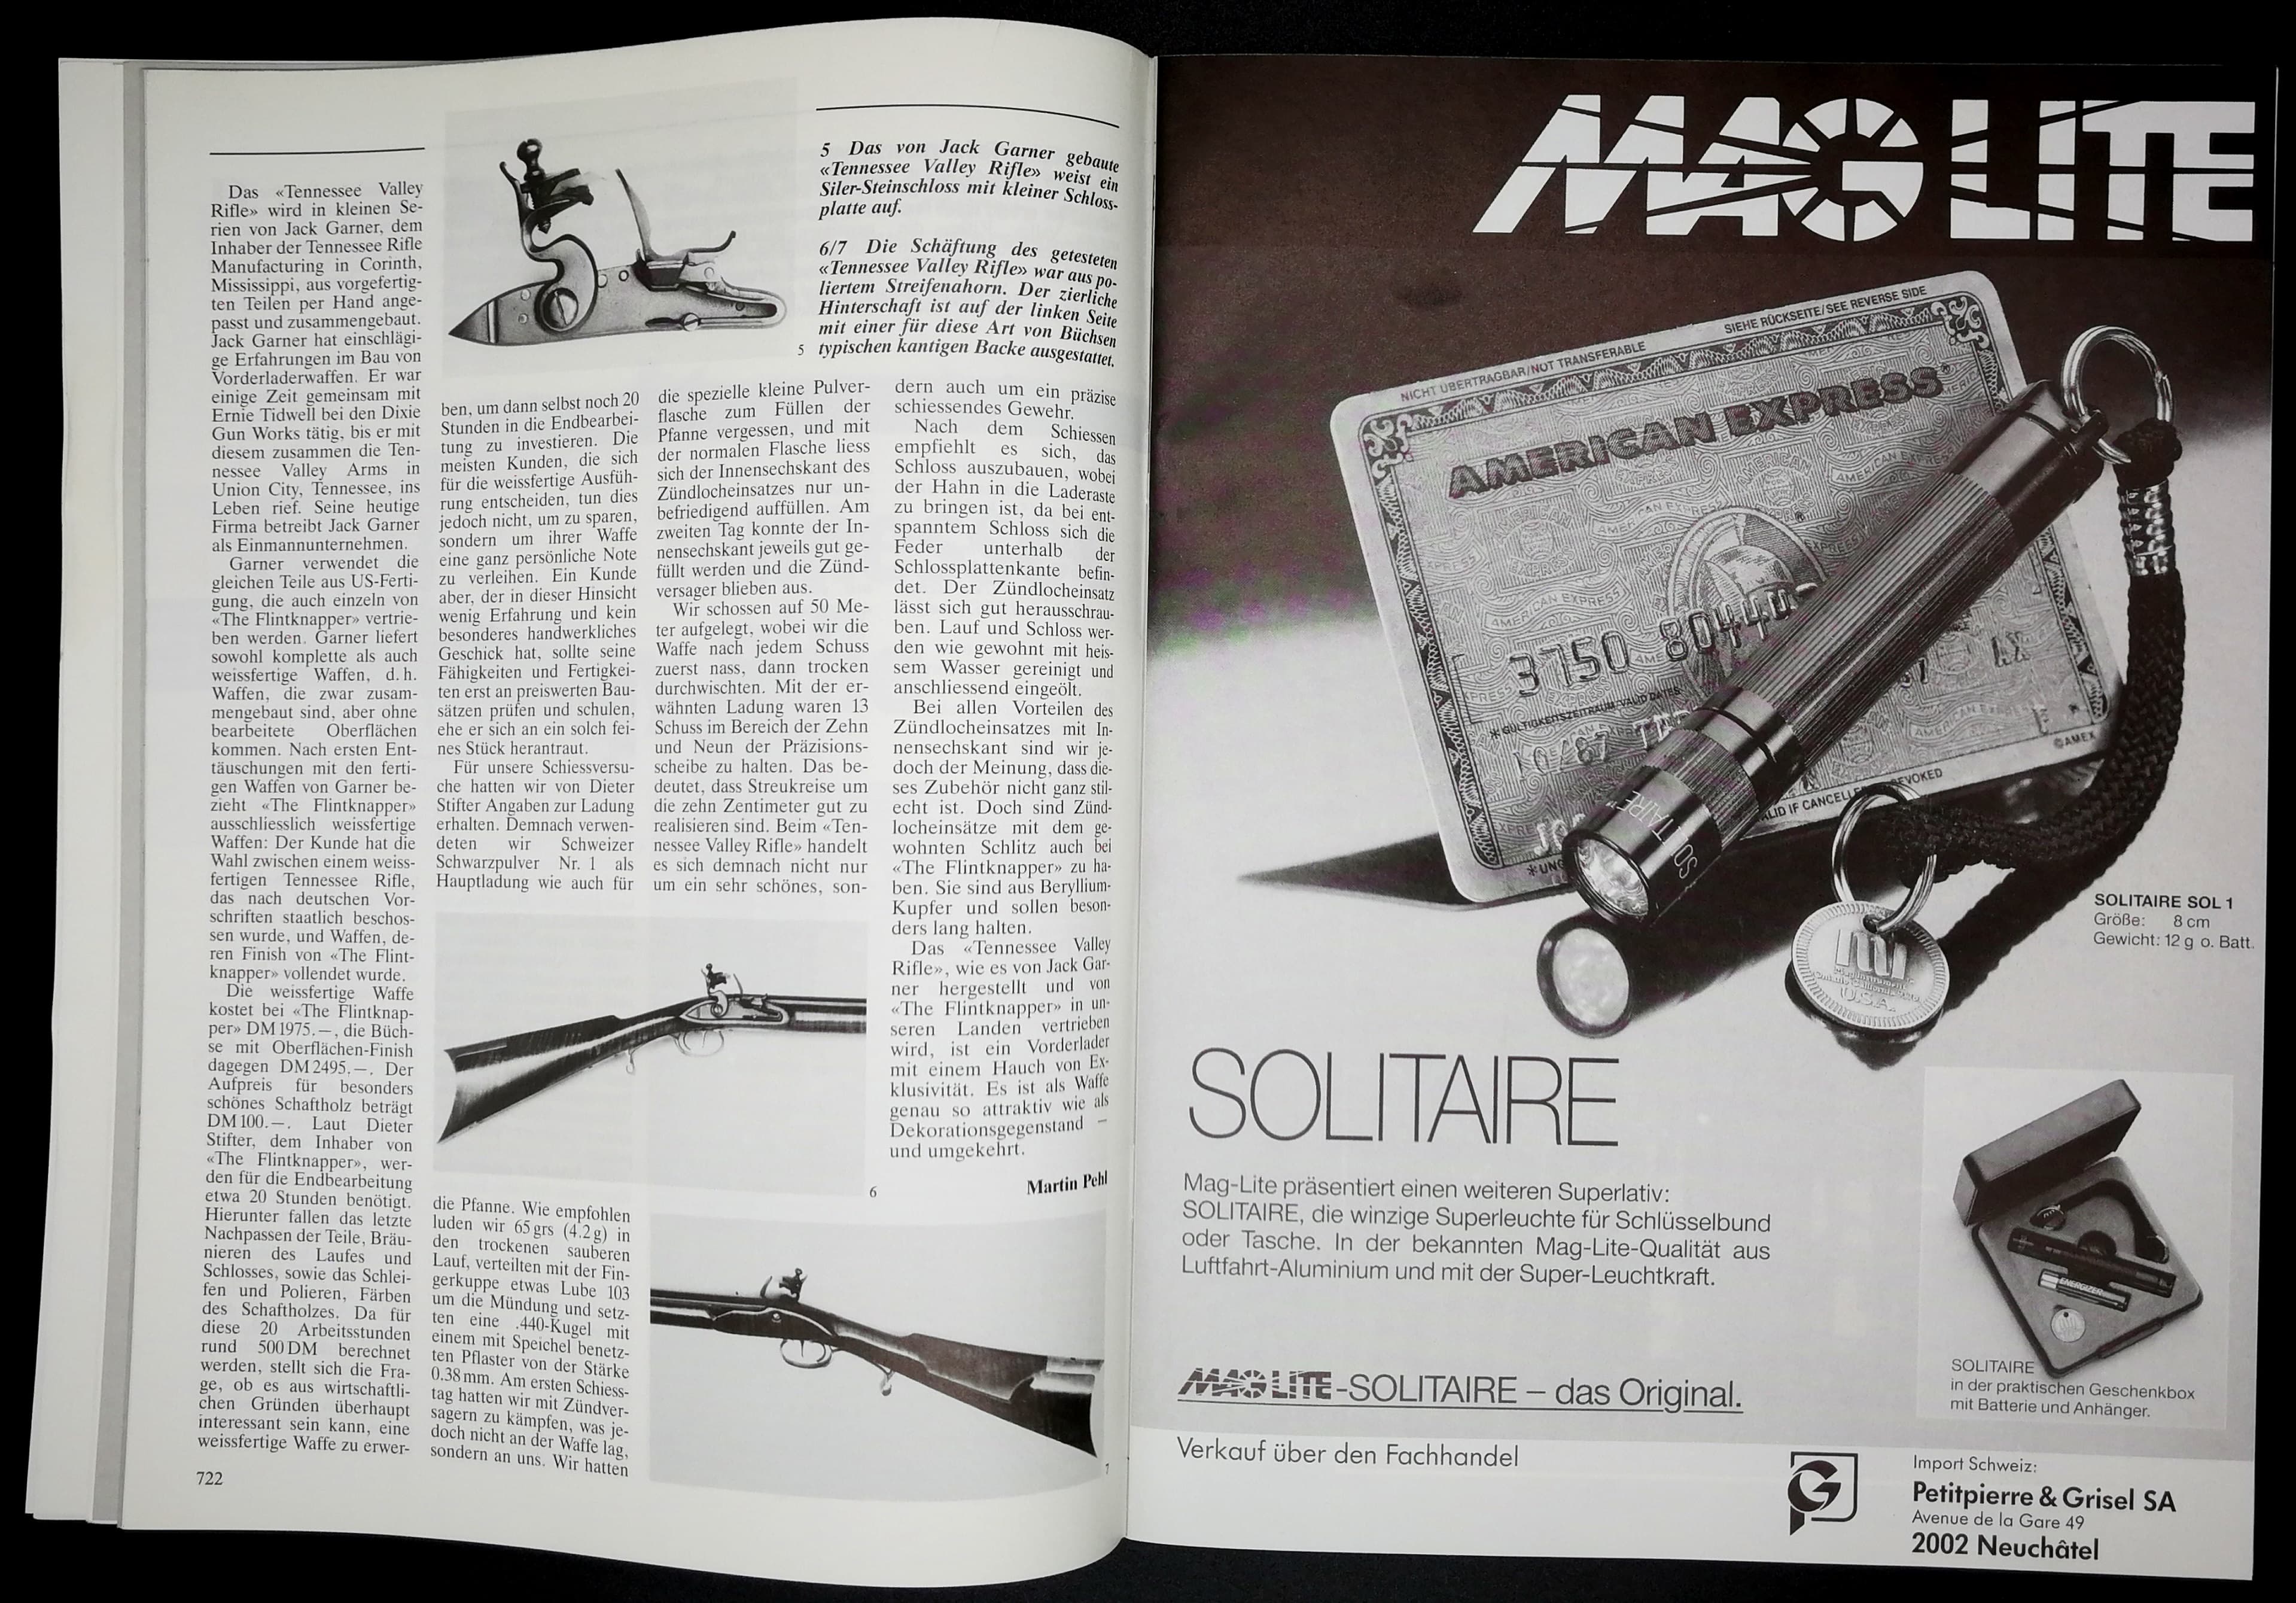 Das «Tennessee Valley
Rifle» wird in kleinen Se-
rien von Jack Garner, dem
Inhaber der Tennessee Rifle
Manufacturing in Corinth,
Mississippi, aus vorgefertig-
ten Teilen per Hand ange-
passt und zusammengebaut.
Jack Garner hat einschlägi-
ge Erfahrungen im Bau von
Vorderladerwaffen. Er war
einige Zeit gemeinsam mit
Ernie Tidwell bei den Dixie
Gun Works tätig, bis er mit
diesem zusammen die Ten-
nessee Valley Arms in
Union City, Tennessee, ins
Leben rief. Seine heutige
Firma betreibt Jack Garner
als Einmannunternehmen.
Garner verwendet die
gleichen Teile aus US-Ferti-
gung, die auch einzeln von
«The Flintknapper» vertrie-
ben werden. Garner liefert
sowohl komplette als auch
weissfertige Waffen, d. h.
Waffen, die zwar zusam-
mengebaut sind, aber ohne
bearbeitete Oberflächen
kommen. Nach ersten Ent-
täuschungen mit den ferti-
gen Waffen von Garner be-
zieht «The Flintknapper»
ausschliesslich weissfertige
Waffen: Der Kunde hat die
Wahl zwischen einem weiss-
fertigen Tennessee Rifle,
das nach deutschen Vor-
schriften staatlich beschos-
sen wurde, und Waffen, de-
ren Finish von «The Flint-
knapper» vollendet wurde.
Die weissfertige Waffe
kostet bei «The Flintknap-
per» DM 1975.–, die Büch-
se mit Oberflächen-Finish
dagegen DM 2495.–. Der
Aufpreis für besonders
schönes Schaftholz beträgt
DM 100.–. Laut Dieter
Stifter, dem Inhaber von
«The Flintknapper», wer-
den für die Endbearbeitung
etwa 20 Stunden benötigt.
Hierunter fallen das letzte
Nachpassen der Teile, Bräu-
nieren des Laufes und
Schlosses, sowie das Schlei-
fen und Polieren, Färben
des Schaftholzes. Da für
diese 20 Arbeitsstunden
rund 500 DM berechnet
werden, stellt sich die Fra-
ge, ob es aus wirtschaftli-
chen Gründen überhaupt
interessant sein kann, eine
weissfertige Waffe zu erwer-
722
5
5 Das von Jack Garner gebaute
«Tennessee Valley Rifle» weist ein
Siler-Steinschloss mit kleiner Schloss-
platte auf.
6/7 Die Schäftung des getesteten
«Tennessee Valley Rifle» war aus po-
liertem Streifenahorn. Der zierliche
Hinterschaft ist auf der linken Seite
mit einer für diese Art von Büchsen
typischen kantigen Backe ausgestattet.
ben, um dann selbst noch 20
Stunden in die Endbearbei-
tung zu investieren. Die
meisten Kunden, die sich
für die weissfertige Ausfüh-
rung entscheiden, tun dies
jedoch nicht, um zu sparen,
sondern um ihrer Waffe
eine ganz persönliche Note
zu verleihen. Ein Kunde
aber, der in dieser Hinsicht
wenig Erfahrung und kein
besonderes handwerkliches
Geschick hat, sollte seine
Fähigkeiten und Fertigkei-
ten erst an preiswerten Bau-
sätzen prüfen und schulen,
ehe er sich an ein solch fei-
nes Stück herantraut.
Für unsere Schiessversu-
che hatten wir von Dieter
Stifter Angaben zur Ladung
erhalten. Demnach verwen-
deten wir Schweizer
Schwarzpulver Nr. 1 als
Hauptladung wie auch für
die Pfanne. Wie empfohlen
luden wir 65 grs (4.2 g) in
den trockenen sauberen
Lauf, verteilten mit der Fin-
gerkuppe etwas Lube 103
um die Mündung und setz-
ten eine .440-Kugel mit
einem mit Speichel benetz-
ten Pflaster von der Stärke
0.38 mm. Am ersten Schiess-
tag hatten wir mit Zündver-
sagern zu kämpfen, was je-
doch nicht an der Waffe lag,
sondern an uns. Wir hatten
die spezielle kleine Pulver-
flasche zum Füllen der
Pfanne vergessen, und mit
der normalen Flasche liess
sich der Innensechskant des
Zündlocheinsatzes nur un-
befriedigend auffüllen. Am
zweiten Tag konnte der In-
nensechskant jeweils gut ge-
füllt werden und die Zünd-
versager blieben aus.
Wir schossen auf 50 Me-
ter aufgelegt, wobei wir die
Waffe nach jedem Schuss
zuerst nass, dann trocken
durchwischten. Mit der er-
wähnten Ladung waren 13
Schuss im Bereich der Zehn
und Neun der Präzisions-
scheibe zu halten. Das be-
deutet, dass Streukreise um
die zehn Zentimeter gut zu
realisieren sind. Beim «Ten-
nessee Valley Rifle» handelt
es sich demnach nicht nur
um ein sehr schönes, son-
dern auch um ein präzise
schiessendes Gewehr.
Nach dem Schiessen
empfiehlt es sich, das
Schloss auszubauen, wobei
der Hahn in die Laderaste
zu bringen ist, da bei ent-
spanntem Schloss sich die
Feder unterhalb der
Schlossplattenkante befin-
det. Der Zündlocheinsatz
lässt sich gut herausschrau-
ben. Lauf und Schloss wer-
den wie gewohnt mit heis-
sem Wasser gereinigt und
anschliessend eingeölt.
Bei allen Vorteilen des
Zündlocheinsatzes mit In-
nensechskant sind wir je-
doch der Meinung, dass die-
ses Zubehör nicht ganz stil-
echt ist. Doch sind Zünd-
locheinsätze mit dem ge-
wohnten Schlitz auch bei
«The Flintknapper» zu ha-
ben. Sie sind aus Beryllium-
Kupfer und sollen beson-
ders lang halten.
Das «Tennessee Valley
Rifle», wie es von Jack Gar-
ner hergestellt und von
«The Flintknapper» in un-
seren Landen vertrieben
wird, ist ein Vorderlader
mit einem Hauch von Ex-
klusivität. Es ist als Waffe
genau so attraktiv wie als
Dekorationsgegenstand –
und umgekehrt.
Martin Pehl
6
7
MAG LITE
NICHT ÜBERTRAGBAR/NOT TRANSFERABLE
SIEHE RÜCKSEITE/SEE REVERSE SIDE
AMERICAN EXPRESS®
3750 8044
*GÜLTIGKEITSZEITRAUM/VALID DATES
10/87
©AMEX
SOLITAIRE™
U.S.A.
SOLITAIRE SOL 1
Größe: 8 cm
Gewicht: 12 g o. Batt.
SOLITAIRE
Mag-Lite präsentiert einen weiteren Superlativ:
SOLITAIRE, die winzige Superleuchte für Schlüsselbund
oder Tasche. In der bekannten Mag-Lite-Qualität aus
Luftfahrt-Aluminium und mit der Super-Leuchtkraft.
MAG LITE-SOLITAIRE – das Original.
ENERGIZER
SOLITAIRE
in der praktischen Geschenkbox
mit Batterie und Anhänger.
Verkauf über den Fachhandel
Import Schweiz:
Petitpierre & Grisel SA
Avenue de la Gare 49
2002 Neuchâtel